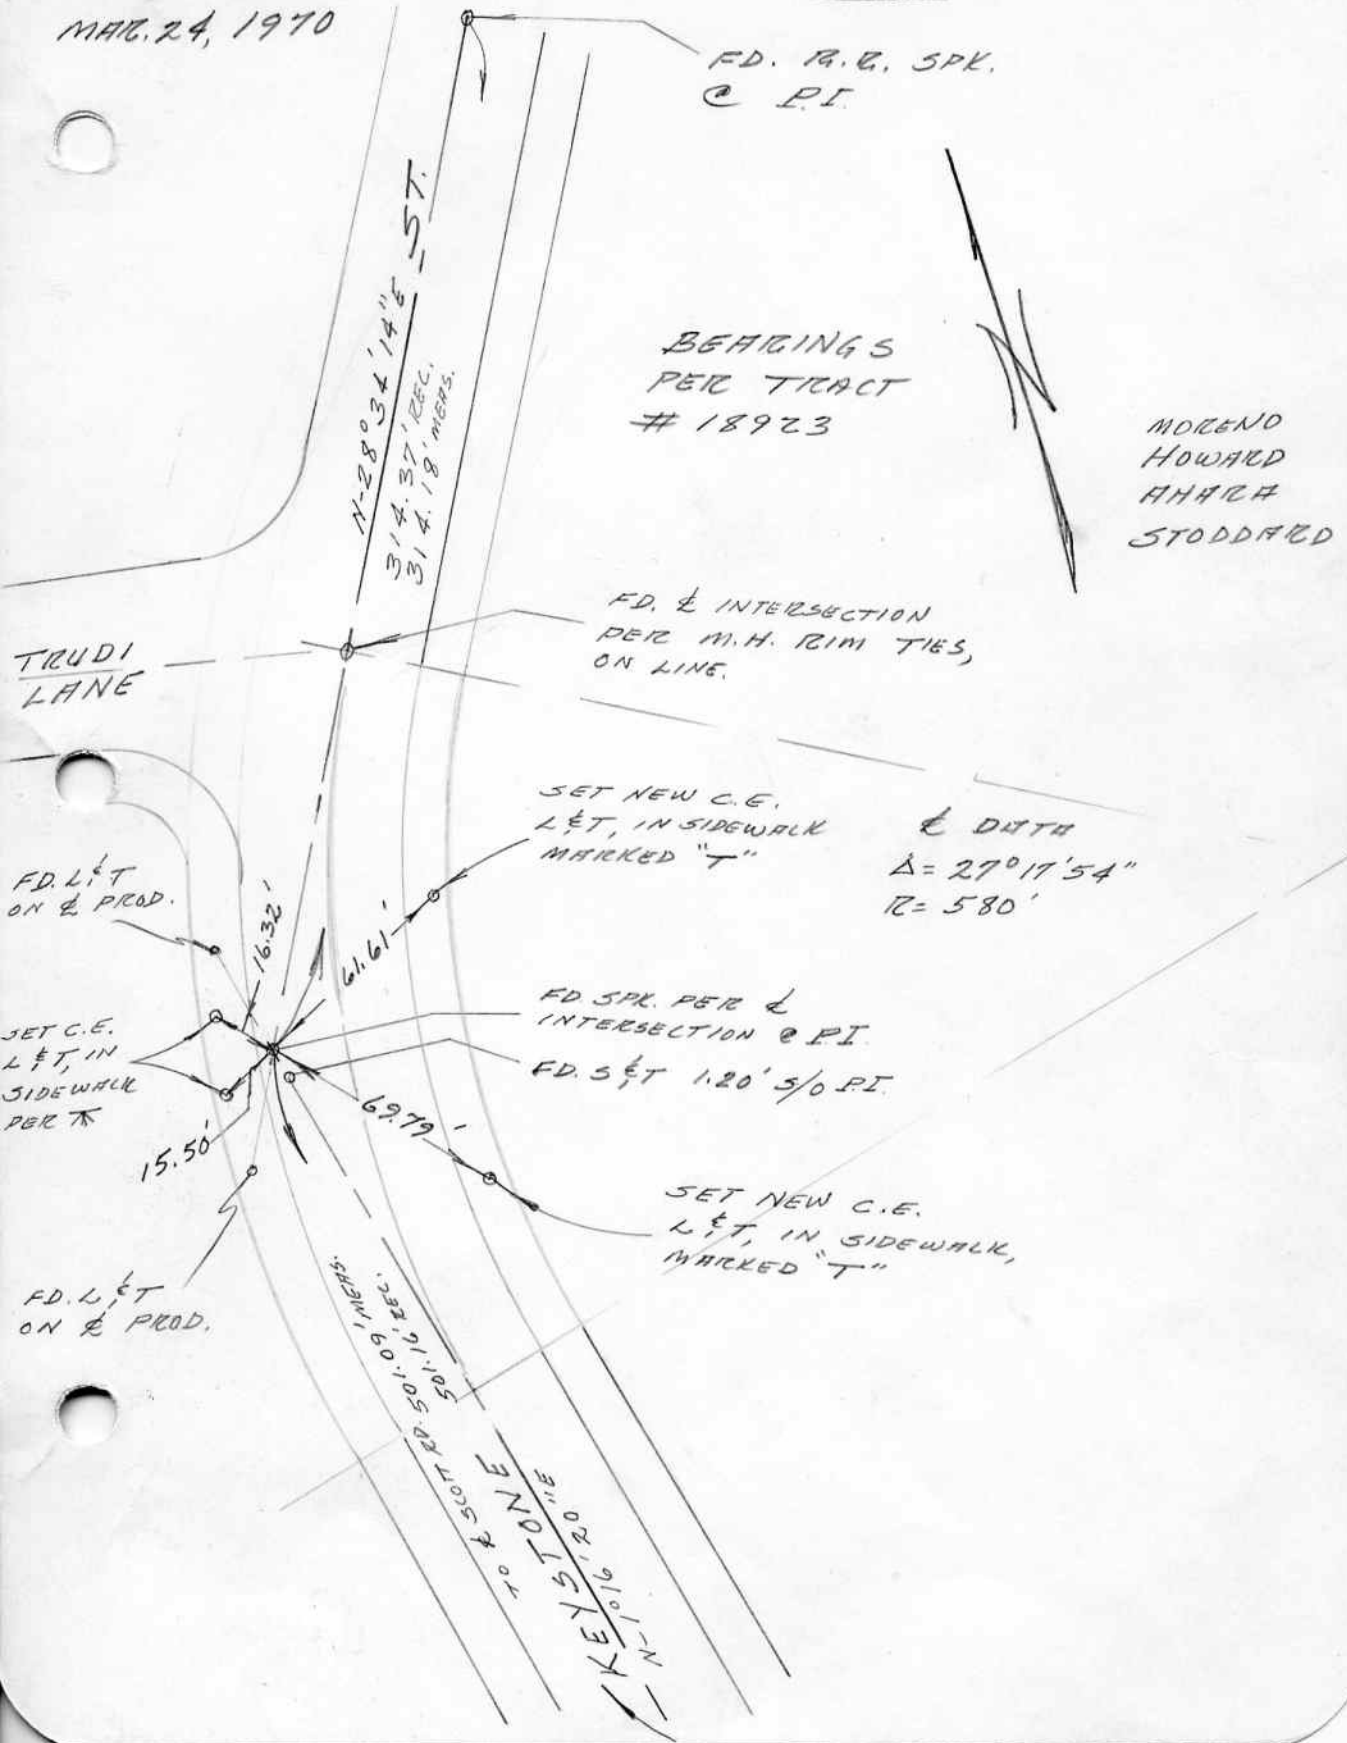 MAR. 24, 1970
FD. R.R. SPK.
@ P.I.
N-28°34'14"E
ST.
314.37' REC.
314.18' MEAS.
BEARINGS
PER TRACT
# 18923
MORENO
HOWARD
AHARA
STODDARD
FD. ℄ INTERSECTION
PER M.H. RIM TIES,
ON LINE.
TRUDI
LANE
SET NEW C.E.
L&T, IN SIDEWALK
MARKED "T"
℄ DATA
Δ= 27°17'54"
R= 580'
FD. L&T
ON ℄ PROD.
16.32'
61.61'
FD. SPK. PER ℄
INTERSECTION @ P.I.
FD. S&T 1.20' S/O P.I.
SET C.E.
L&T, IN
SIDEWALK
PER
69.79'
15.50'
SET NEW C.E.
L&T, IN SIDEWALK,
MARKED "T"
FD. L&T
ON ℄ PROD.
TO ℄ SCOTT RD. 501.09' MEAS.
501.16' REC.
KEYSTONE
N-1°16'20"E